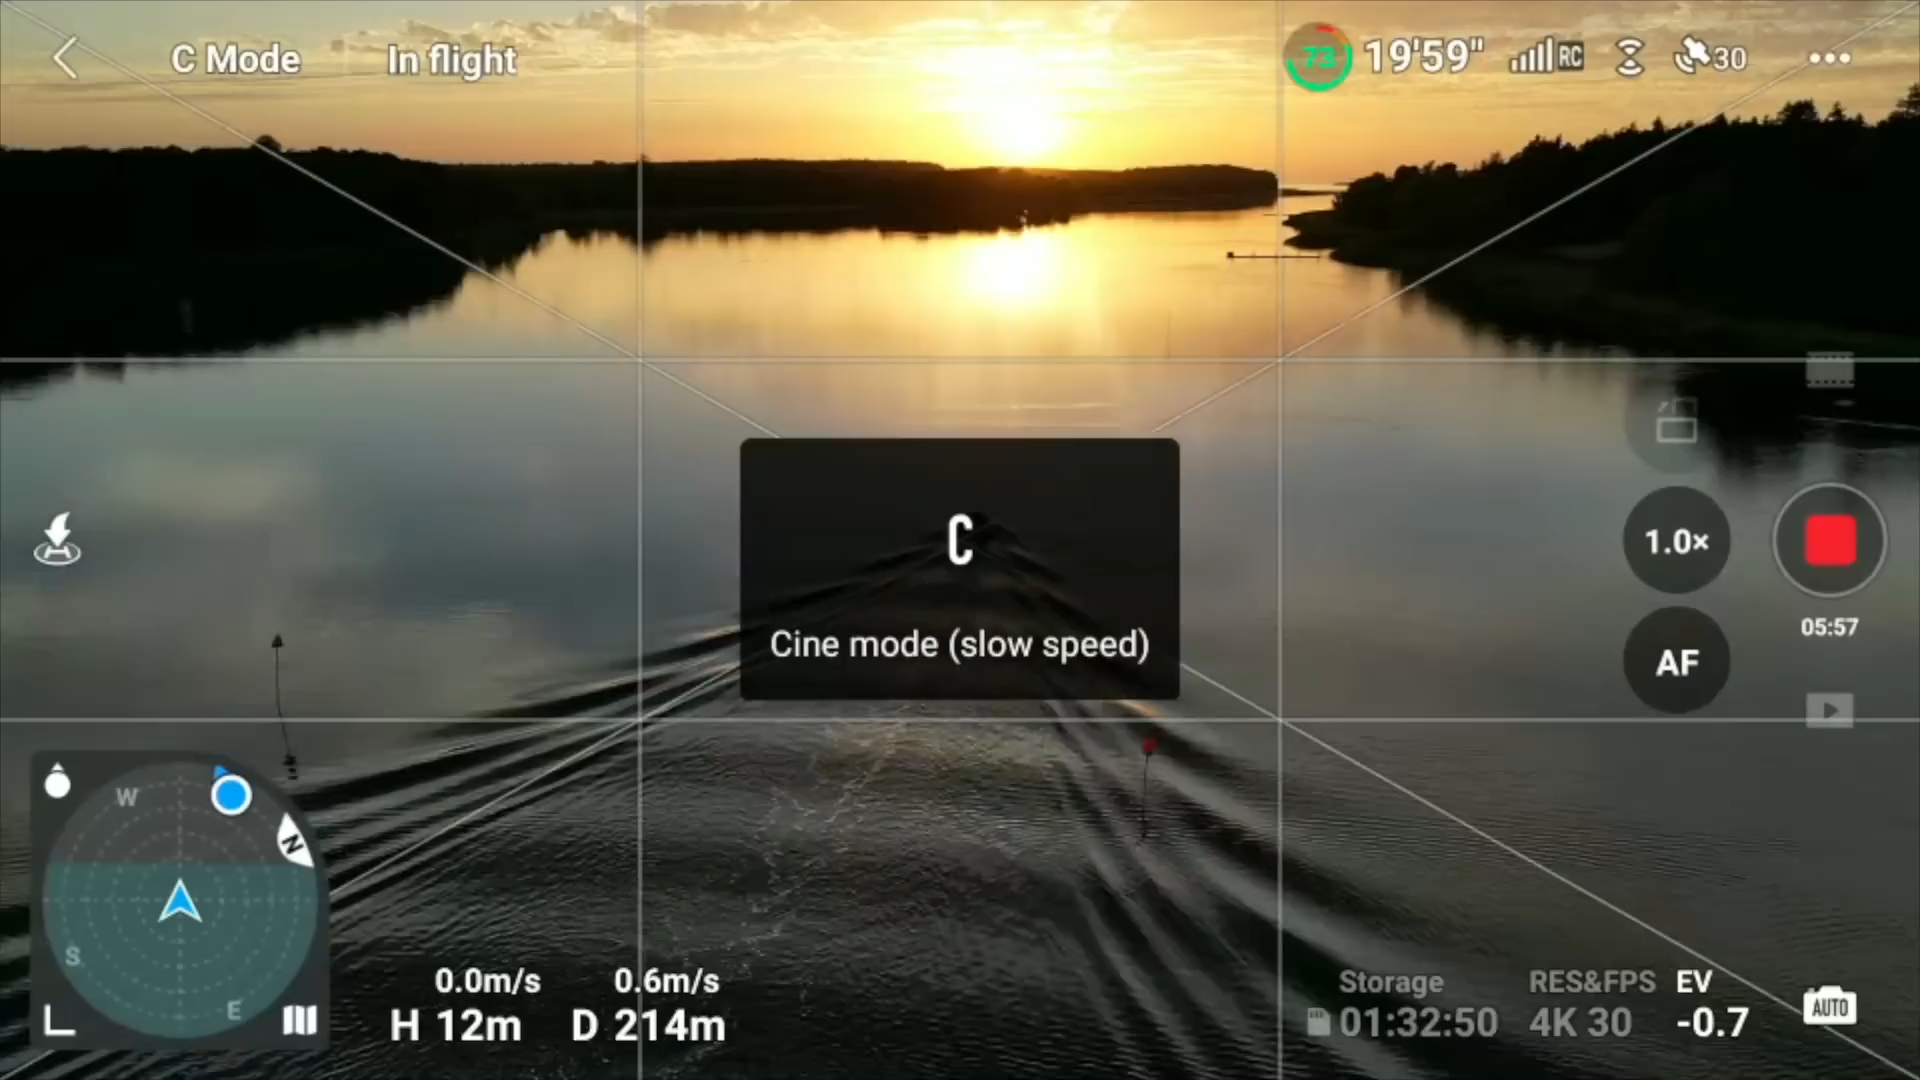 C Mode In flight 73 19'59" RC 30
C
Cine mode (slow speed)
1.0×
05:57
AF
W
N
S
E
0.0m/s 0.6m/s
H 12m D 214m
Storage RES&FPS EV
01:32:50 4K 30 -0.7
AUTO